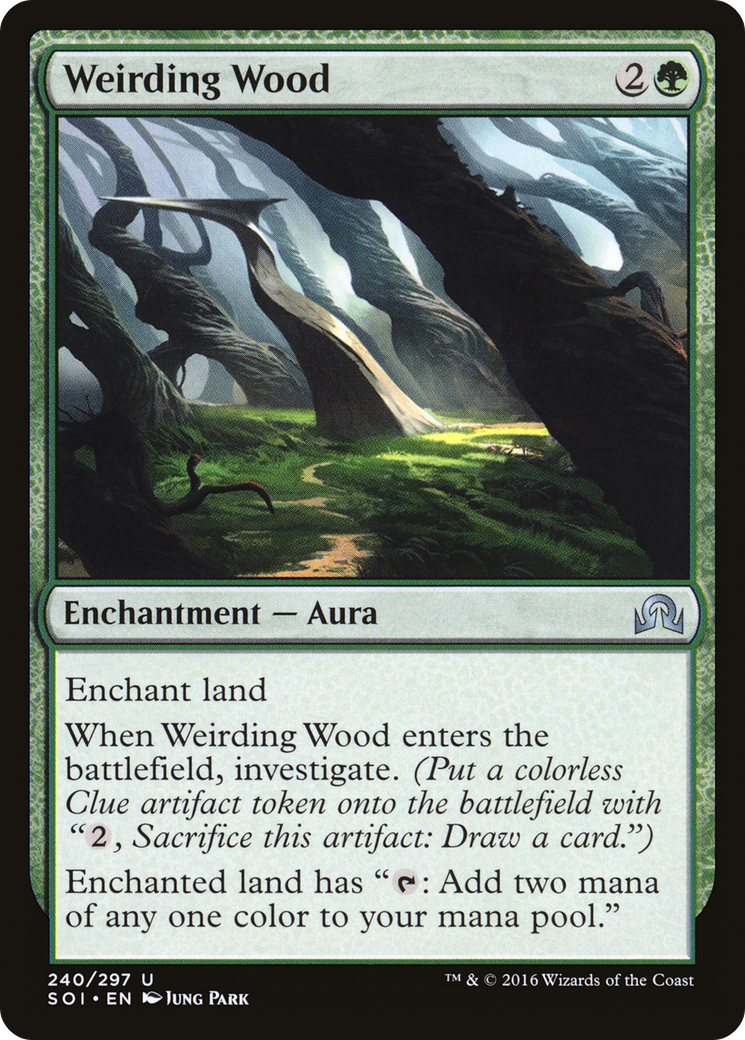 Weirding Wood 2
Enchantment — Aura
Enchant land
When Weirding Wood enters the
battlefield, investigate. (Put a colorless
Clue artifact token onto the battlefield with
“2, Sacrifice this artifact: Draw a card.”)
Enchanted land has “: Add two mana
of any one color to your mana pool.”
240/297 U
™ & © 2016 Wizards of the Coast
SOI • EN Jung Park